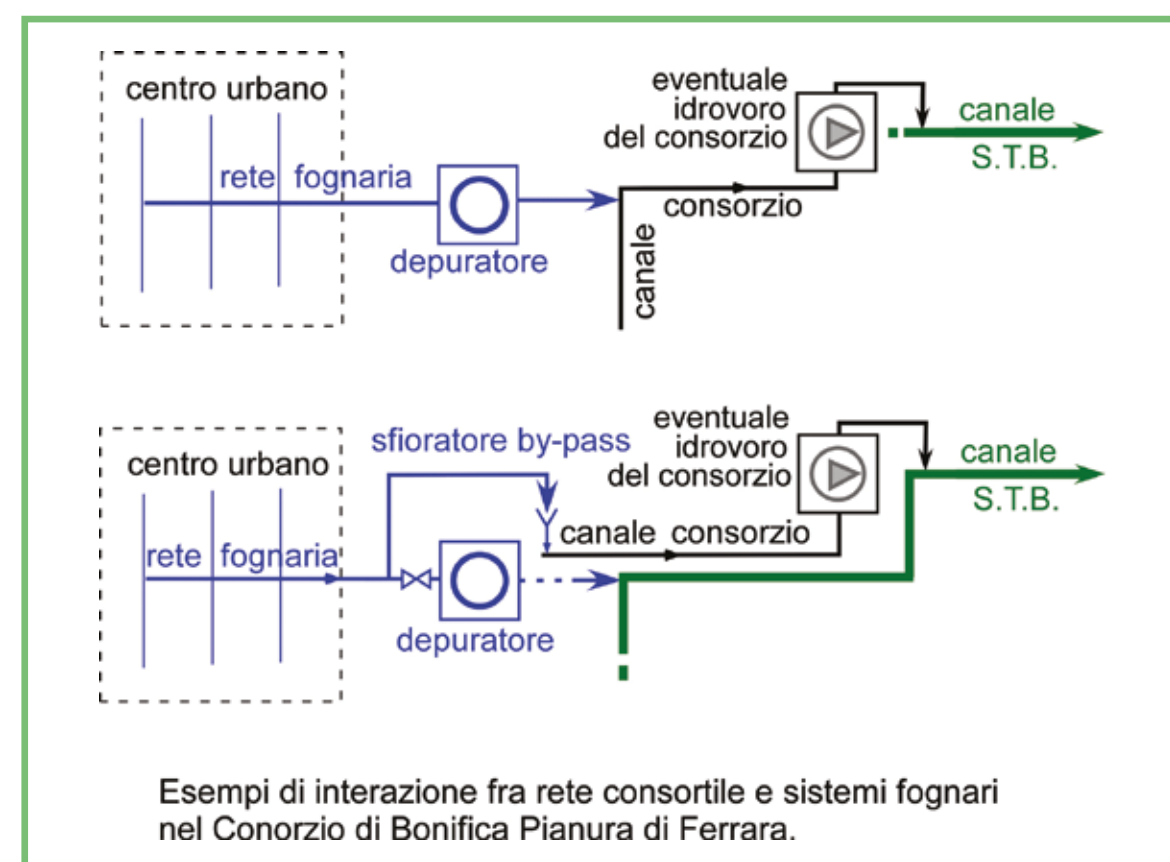 centro urbano
rete fognaria
depuratore
canale
consorzio
eventuale
idrovoro
del consorzio
canale
S.T.B.
centro urbano
rete fognaria
sfioratore by-pass
depuratore
canale consorzio
eventuale
idrovoro
del consorzio
canale
S.T.B.
Esempi di interazione fra rete consortile e sistemi fognari
nel Conorzio di Bonifica Pianura di Ferrara.